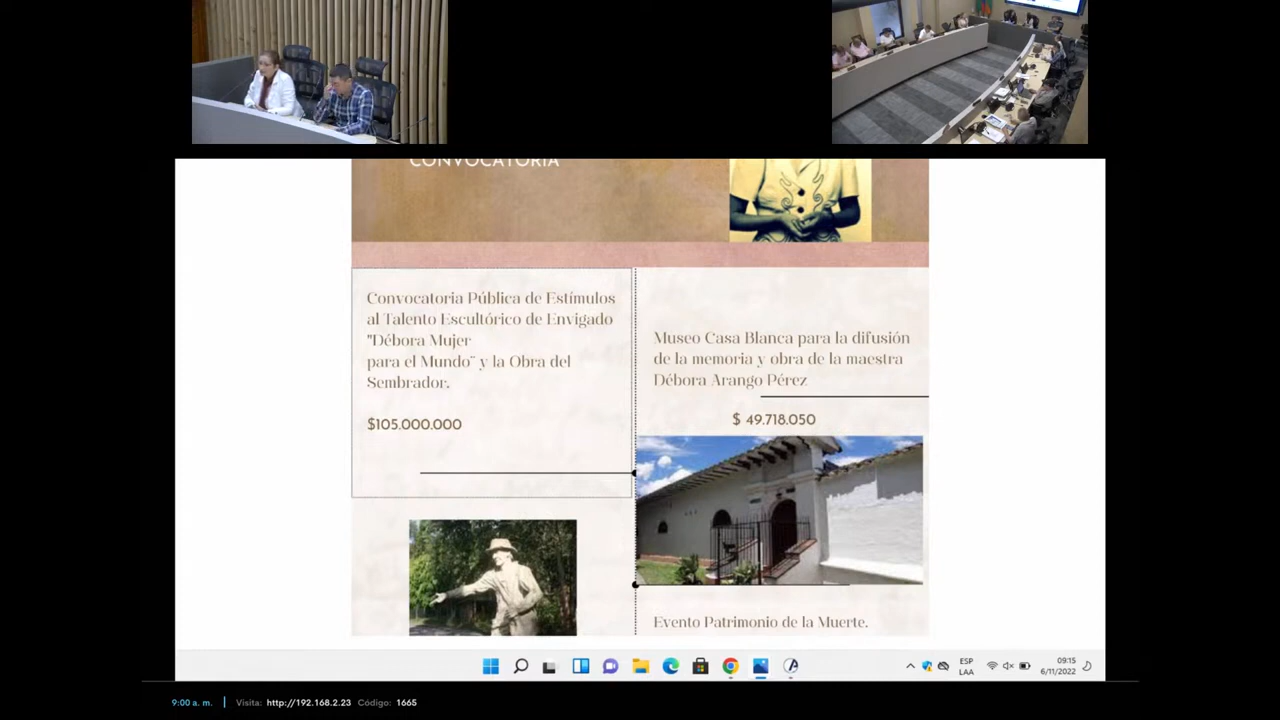 CONVOCATORIA
Convocatoria Pública de Estímulos
al Talento Escultórico de Envigado
"Débora Mujer
para el Mundo¨ y la Obra del
Sembrador.
$105.000.000
Museo Casa Blanca para la difusión
de la memoria y obra de la maestra
Débora Arango Pérez
$ 49.718.050
Evento Patrimonio de la Muerte.
ESP
LAA
09:15
6/11/2022
9:00 a. m. | Visita: http://192.168.2.23 Código: 1665